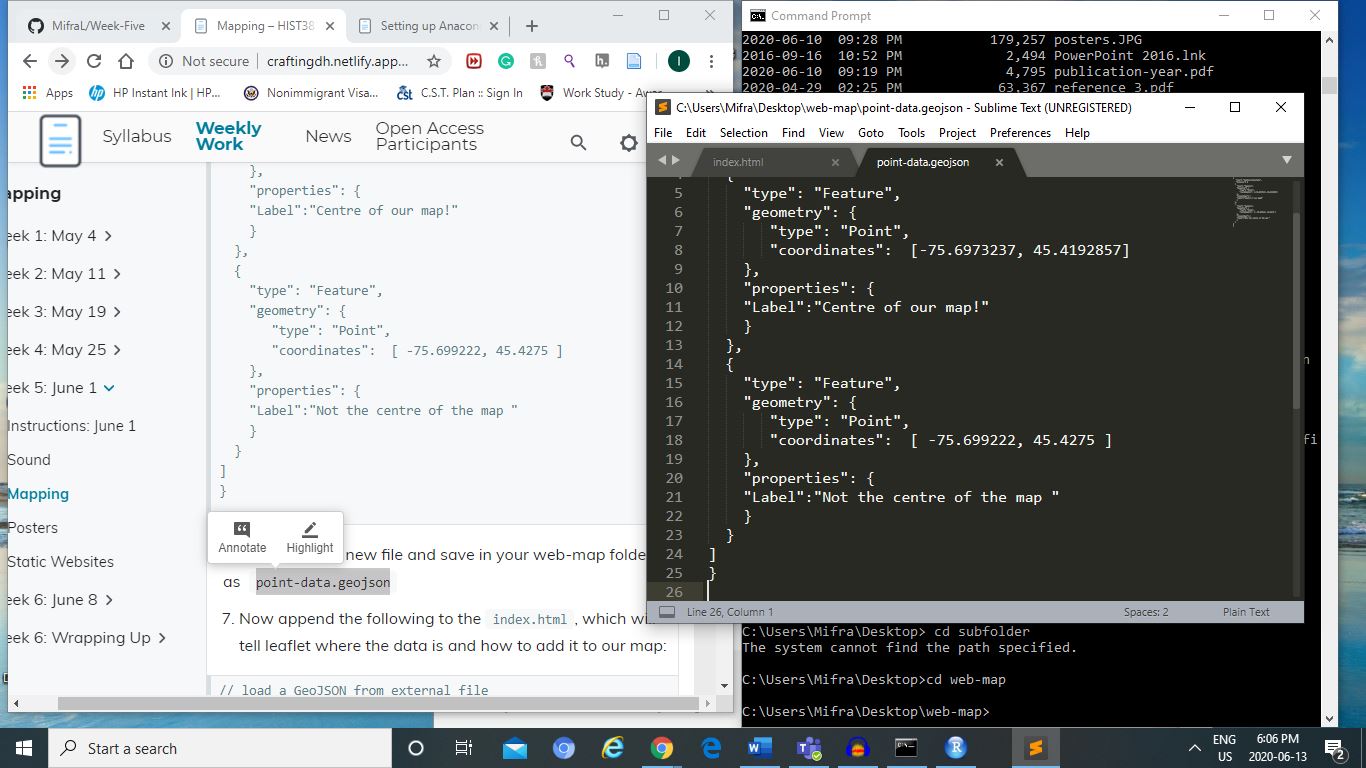 MifraL/Week-Five
Mapping – HIST38
Setting up Anacon
Not secure
craftingdh.netlify.app...
Apps
HP Instant Ink | HP...
Nonimmigrant Visa...
C.S.T. Plan :: Sign In
Work Study - Awar
Syllabus
Weekly
Work
News
Open Access
Participants
apping
eek 1: May 4
eek 2: May 11
eek 3: May 19
eek 4: May 25
eek 5: June 1
Instructions: June 1
Sound
Mapping
Posters
Static Websites
eek 6: June 8
eek 6: Wrapping Up
},
"properties": {
"Label":"Centre of our map!"
}
},
{
"type": "Feature",
"geometry": {
"type": "Point",
"coordinates": [ -75.699222, 45.4275 ]
},
"properties": {
"Label":"Not the centre of the map "
}
}
]
}
Annotate
Highlight
new file and save in your web-map folde
as point-data.geojson
7. Now append the following to the index.html , which wi
tell leaflet where the data is and how to add it to our map:
// load a GeoJSON from external file
Command Prompt
2020-06-10 09:28 PM 179,257 posters.JPG
2016-09-16 10:52 PM 2,494 PowerPoint 2016.lnk
2020-06-10 09:19 PM 4,795 publication-year.pdf
2020-04-29 02:25 PM 63,367 reference 3.pdf
C:\Users\Mifra\Desktop\web-map\point-data.geojson - Sublime Text (UNREGISTERED)
File Edit Selection Find View Goto Tools Project Preferences Help
index.html
point-data.geojson
5 "type": "Feature",
6 "geometry": {
7 "type": "Point",
8 "coordinates": [-75.6973237, 45.4192857]
9 },
10 "properties": {
11 "Label":"Centre of our map!"
12 }
13 },
14 {
15 "type": "Feature",
16 "geometry": {
17 "type": "Point",
18 "coordinates": [ -75.699222, 45.4275 ]
19 },
20 "properties": {
21 "Label":"Not the centre of the map "
22 }
23 }
24 ]
25 }
26
Line 26, Column 1
Spaces: 2
Plain Text
n
fi
C:\Users\Mifra\Desktop> cd subfolder
The system cannot find the path specified.
C:\Users\Mifra\Desktop>cd web-map
C:\Users\Mifra\Desktop\web-map>
Start a search
ENG
US
6:06 PM
2020-06-13
2